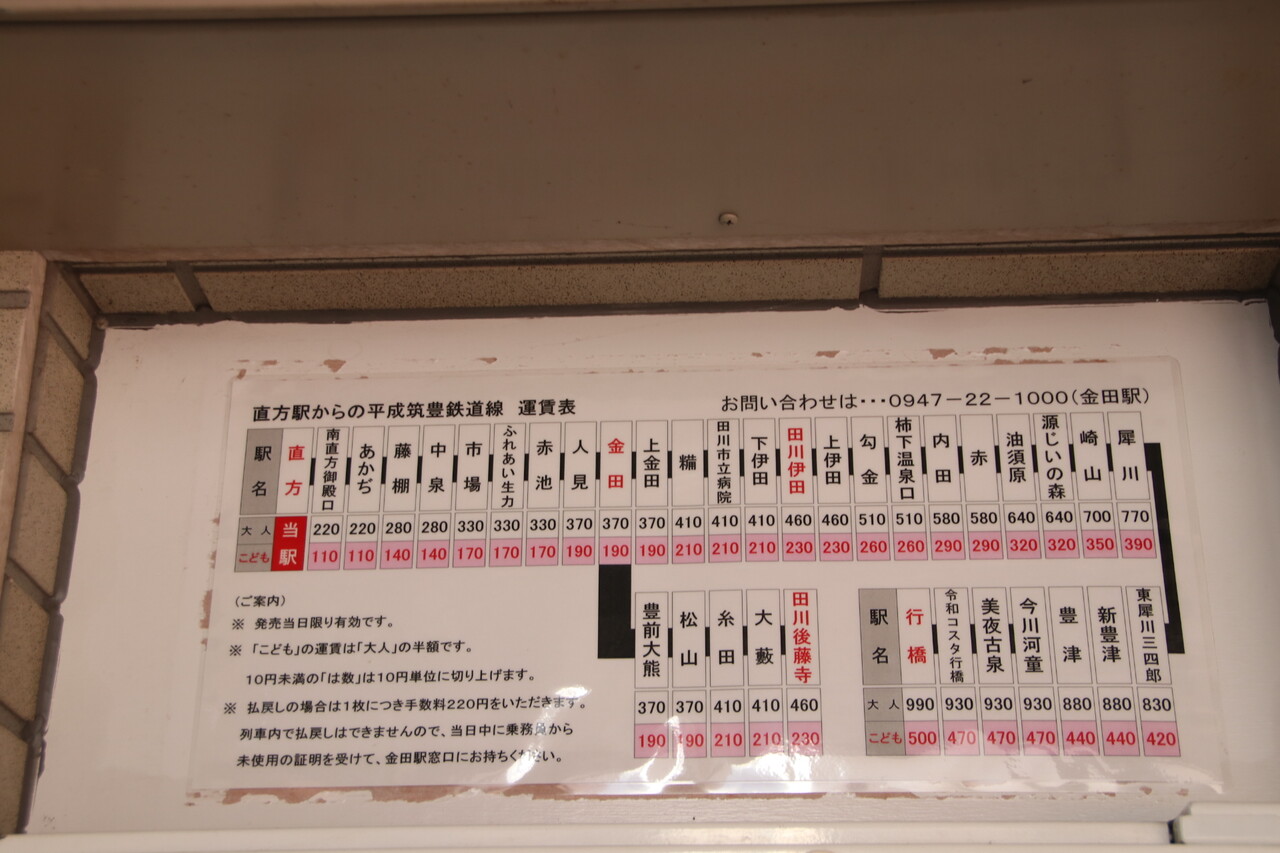 直方駅からの平成筑豊鉄道線 運賃表
お問い合わせは･･･0947−22−1000(金田駅)
駅名 直方 南直方御殿口 あかぢ 藤棚 中泉 市場 ふれあい生力 赤池 人見 金田 上金田 糒 田川市立病院 下伊田 田川伊田 上伊田 勾金 柿下温泉口 内田 赤 油須原 源じいの森 崎山 犀川
大人 当駅 220 220 280 280 330 330 330 370 370 370 410 410 410 460 460 510 510 580 580 640 640 700 770
こども 110 110 140 140 170 170 170 190 190 190 210 210 210 230 230 260 260 290 290 320 320 350 390
豊前大熊 松山 糸田 大藪 田川後藤寺
370 370 410 410 460
190 190 210 210 230
駅名 行橋 令和コスタ行橋 美夜古泉 今川河童 豊津 新豊津 東犀川三四郎
大人 990 930 930 930 880 880 830
こども 500 470 470 470 440 440 420
(ご案内)
※ 発売当日限り有効です。
※ 「こども」の運賃は「大人」の半額です。
10円未満の「は数」は10円単位に切り上げます。
※ 払戻しの場合は1枚につき手数料220円をいただきます。
列車内で払戻しはできませんので、当日中に乗務員から
未使用の証明を受けて、金田駅窓口にお持ちください。